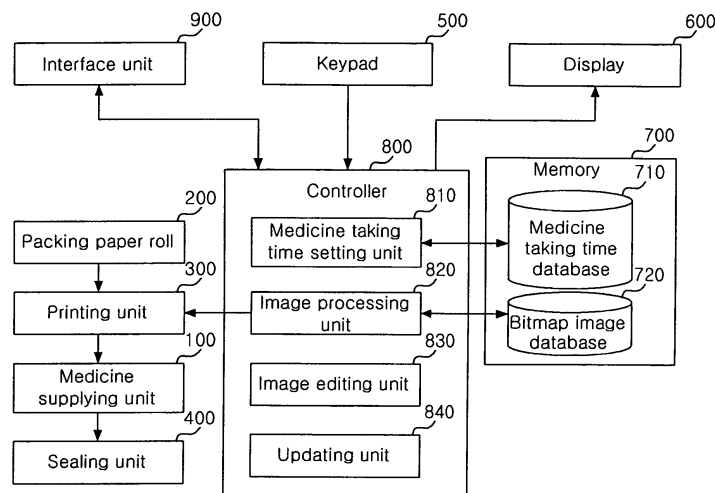 900
500
600
Interface unit
Keypad
Display
800
700
Controller
Memory
710
200
810
Packing paper roll
Medicine taking
time setting unit
Medicine
taking time
database
300
820
720
Printing unit
Image processing
unit
Bitmap image
database
100
830
Medicine
supplying unit
Image editing unit
400
840
Sealing unit
Updating unit